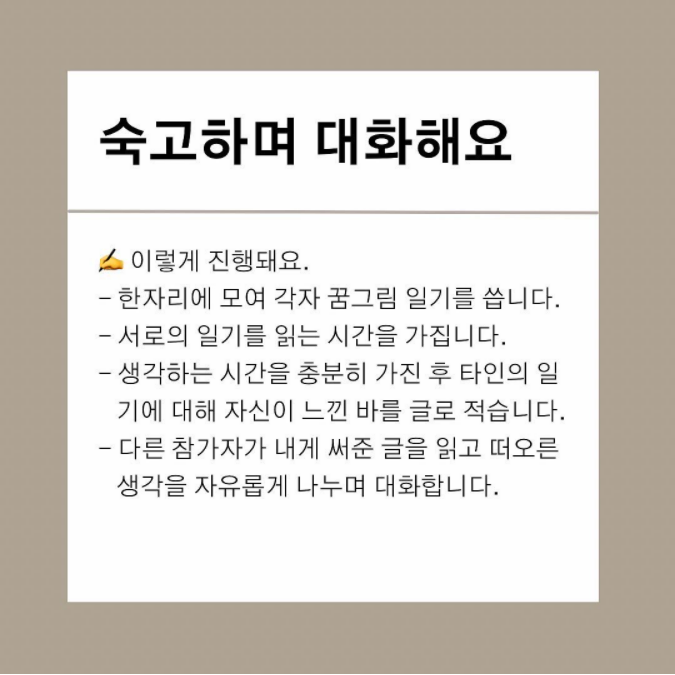 숙고하며 대화해요
✍️ 이렇게 진행돼요.
- 한자리에 모여 각자 꿈그림 일기를 씁니다.
- 서로의 일기를 읽는 시간을 가집니다.
- 생각하는 시간을 충분히 가진 후 타인의 일
기에 대해 자신이 느낀 바를 글로 적습니다.
- 다른 참가자가 내게 써준 글을 읽고 떠오른
생각을 자유롭게 나누며 대화합니다.